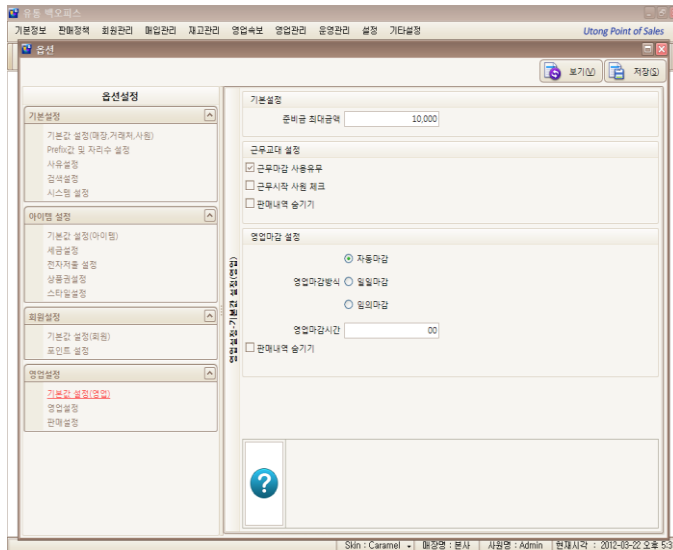 유통 백오피스
기본정보 판매정책 회원관리 매입관리 재고관리 영업속보 영업관리 운영관리 설정 기타설정 Utong Point of Sales
옵션
보기(V) 저장(S)
옵션설정
기본설정
기본값 설정(매장,거래처,사원)
Prefix값 및 자리수 설정
사유설정
검색설정
시스템 설정
아이템 설정
기본값 설정(아이템)
세금설정
전자저울 설정
상품권설정
스타일설정
회원설정
기본값 설정(회원)
포인트 설정
영업설정
기본값 설정(영업)
영업설정
판매설정
영업설정-기본값 설정(영업)
기본설정
준비금 최대금액 10,000
근무교대 설정
근무마감 사용유무
근무시작 사원 체크
판매내역 숨기기
영업마감 설정
자동마감
영업마감방식 일일마감
임의마감
영업마감시간 00
판매내역 숨기기
Skin : Caramel 매장명 : 본사 사원명 : Admin 현재시각 : 2012-03-22 오후 5:3